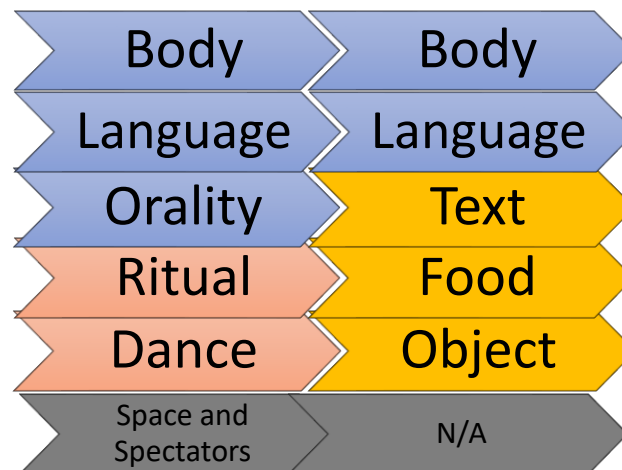 Body Body
Language Language
Orality Text
Ritual Food
Dance Object
Space and
Spectators
N/A